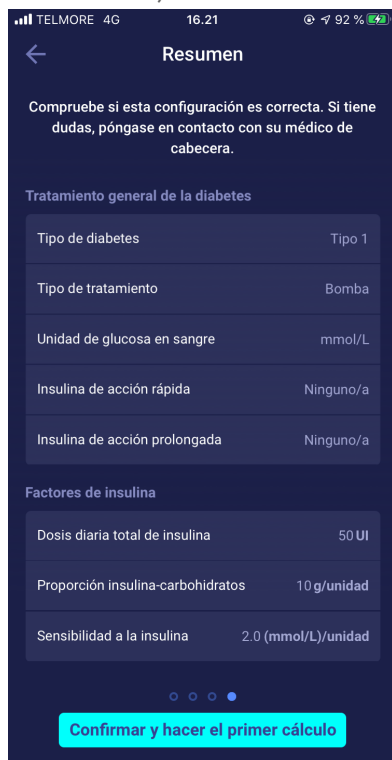 TELMORE 4G 16.21 92 %
Resumen
Compruebe si esta configuración es correcta. Si tiene
dudas, póngase en contacto con su médico de
cabecera.
Tratamiento general de la diabetes
Tipo de diabetes Tipo 1
Tipo de tratamiento Bomba
Unidad de glucosa en sangre mmol/L
Insulina de acción rápida Ninguno/a
Insulina de acción prolongada Ninguno/a
Factores de insulina
Dosis diaria total de insulina 50 UI
Proporción insulina-carbohidratos 10 g/unidad
Sensibilidad a la insulina 2.0 (mmol/L)/unidad
Confirmar y hacer el primer cálculo